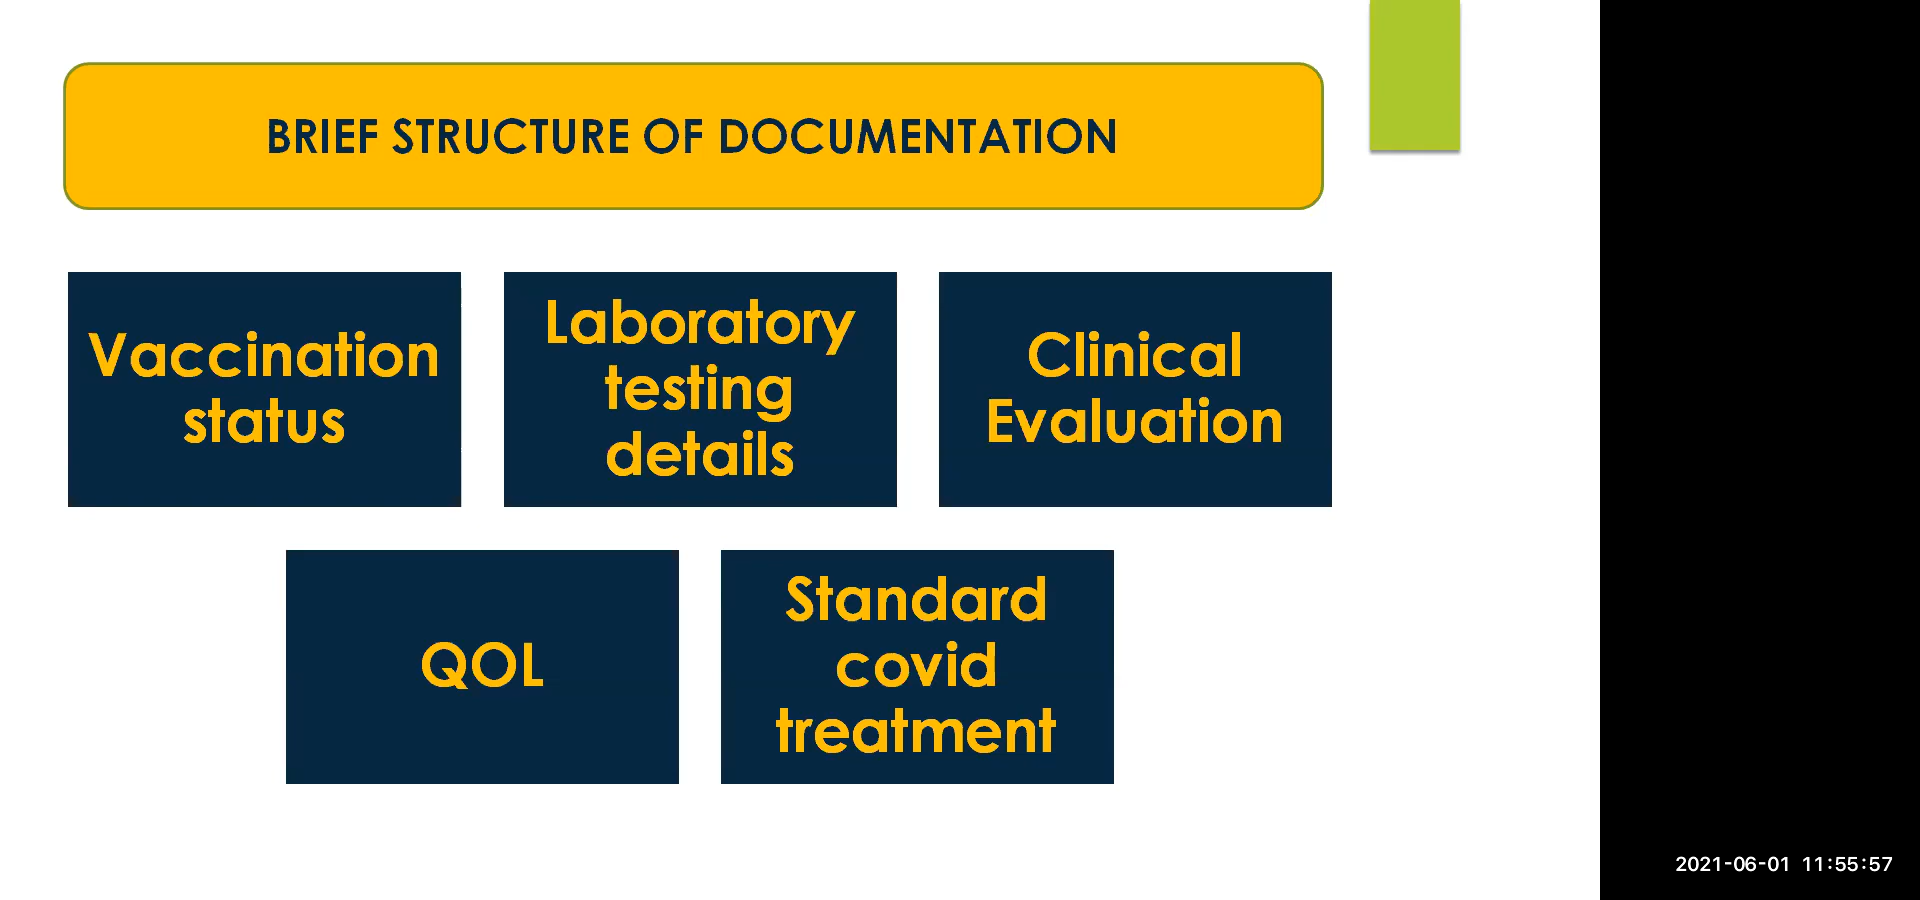 BRIEF STRUCTURE OF DOCUMENTATION
Vaccination
status
Laboratory
testing
details
Clinical
Evaluation
QOL
Standard
covid
treatment
2021-06-01 11:55:57